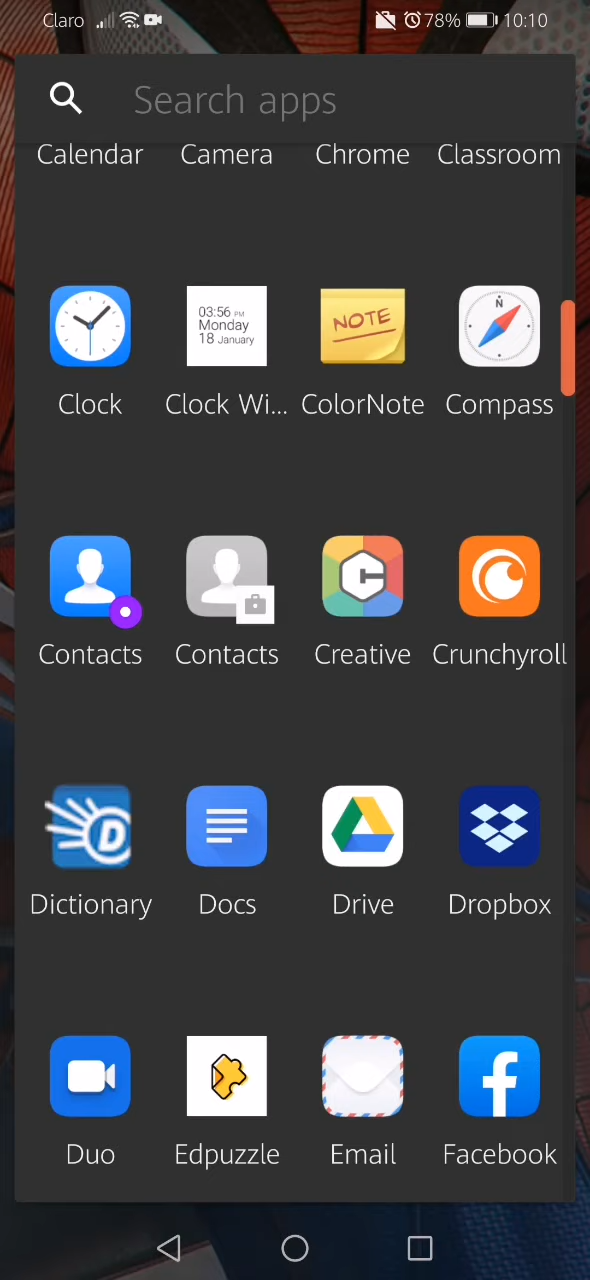 Claro 78% 10:10
Search apps
Calendar Camera Chrome Classroom
03:56 PM
Monday
18 January
NOTE
N
Clock Clock Wi... ColorNote Compass
Contacts Contacts Creative Crunchyroll
D
Dictionary Docs Drive Dropbox
Duo Edpuzzle Email Facebook